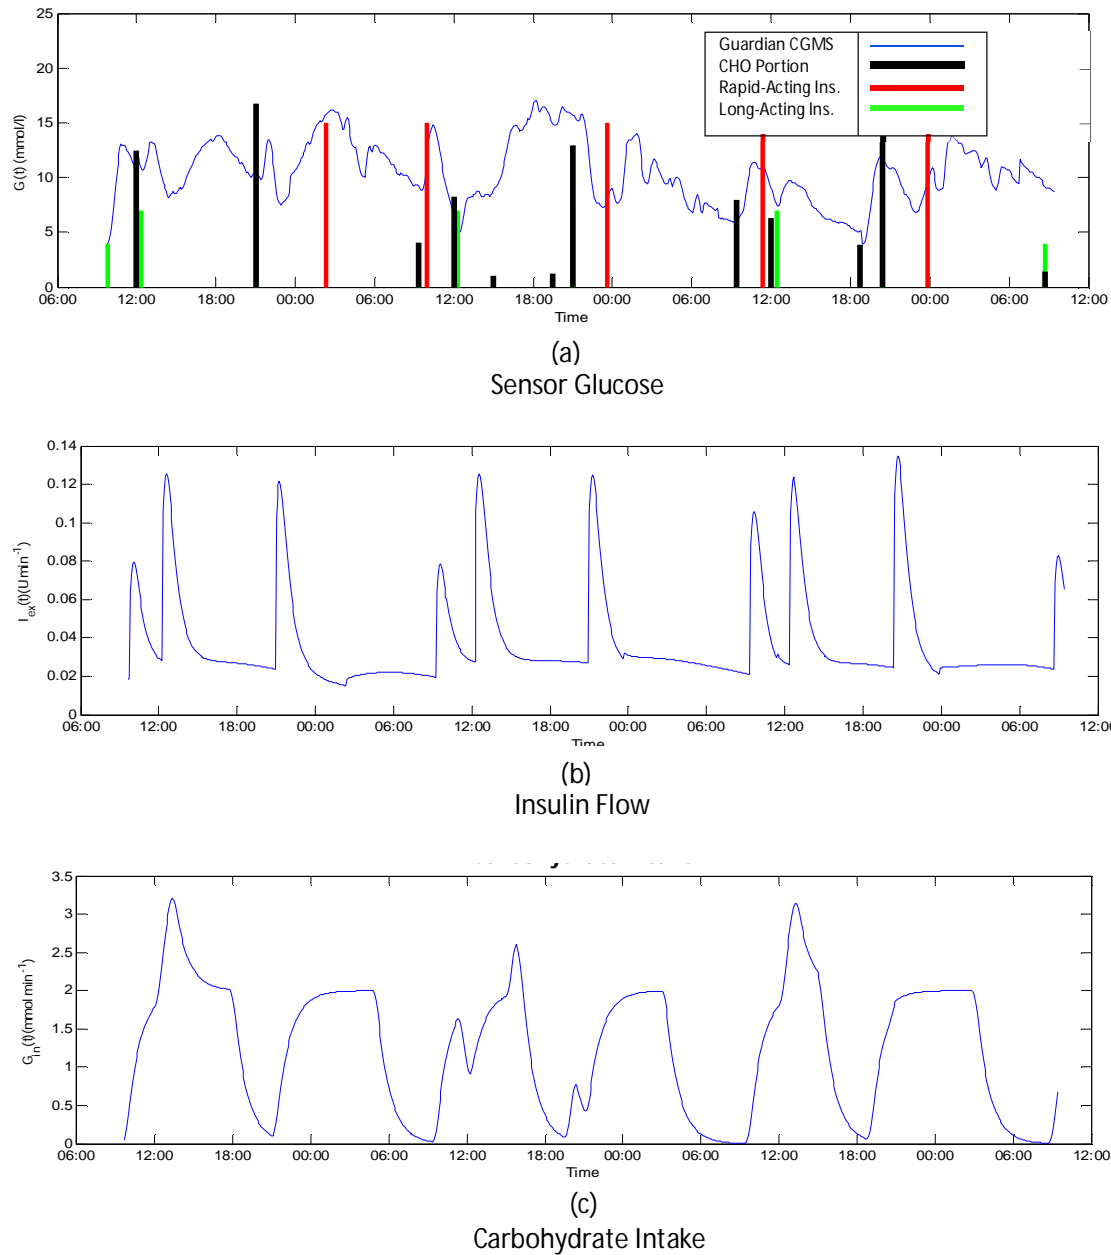 25
20
15
10
5
0
G (t) (mmol/l)
Guardian CGMS
CHO Portion
Rapid-Acting Ins.
Long-Acting Ins.
06:00 12:00 18:00 00:00 06:00 12:00 18:00 00:00 06:00 12:00 18:00 00:00 06:00 12:00
Time
(a)
Sensor Glucose
0.14
0.12
0.1
0.08
0.06
0.04
0.02
0
I_ex(t)(U min^-1)
06:00 12:00 18:00 00:00 06:00 12:00 18:00 00:00 06:00 12:00 18:00 00:00 06:00 12:00
Time
(b)
Insulin Flow
3.5
3
2.5
2
1.5
1
0.5
0
G_in(t)(mmol min^-1)
06:00 12:00 18:00 00:00 06:00 12:00 18:00 00:00 06:00 12:00 18:00 00:00 06:00 12:00
Time
(c)
Carbohydrate Intake